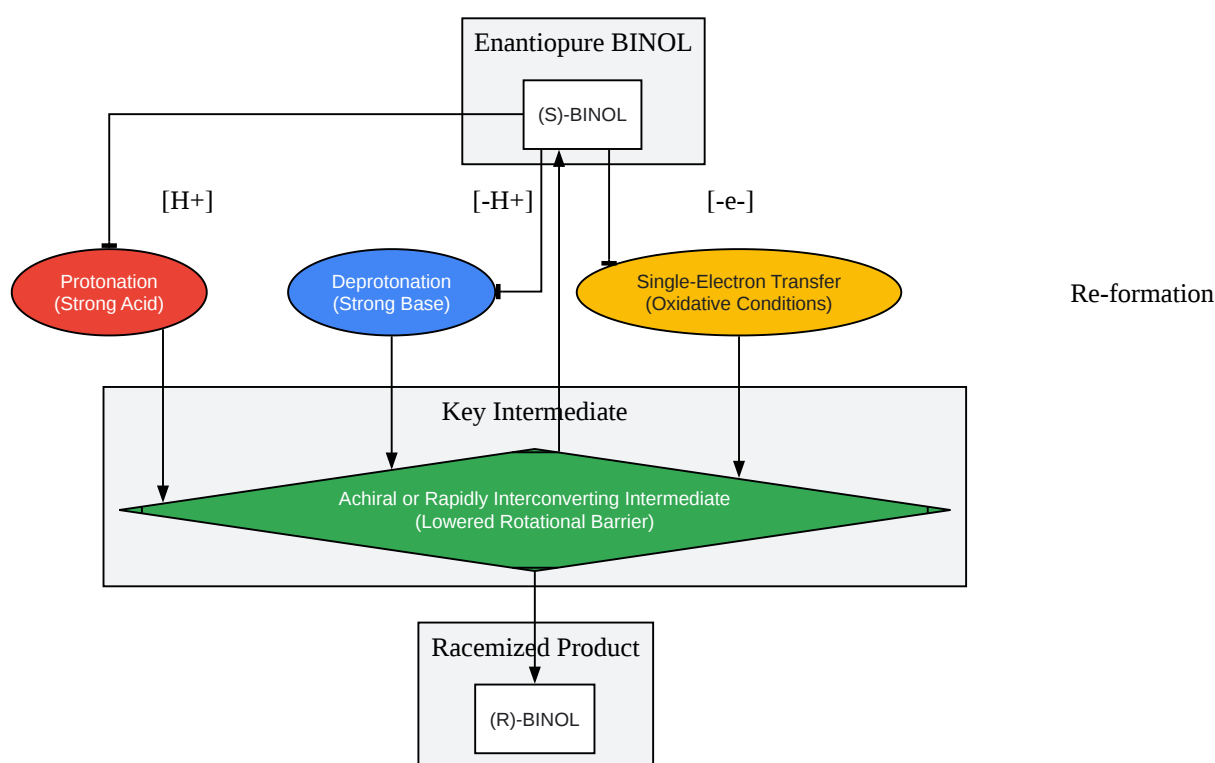 Enantiopure BINOL
(S)-BINOL
[H+]
[-H+]
[-e-]
Protonation
(Strong Acid)
Deprotonation
(Strong Base)
Single-Electron Transfer
(Oxidative Conditions)
Re-formation
Key Intermediate
Achiral or Rapidly Interconverting Intermediate
(Lowered Rotational Barrier)
Racemized Product
(R)-BINOL